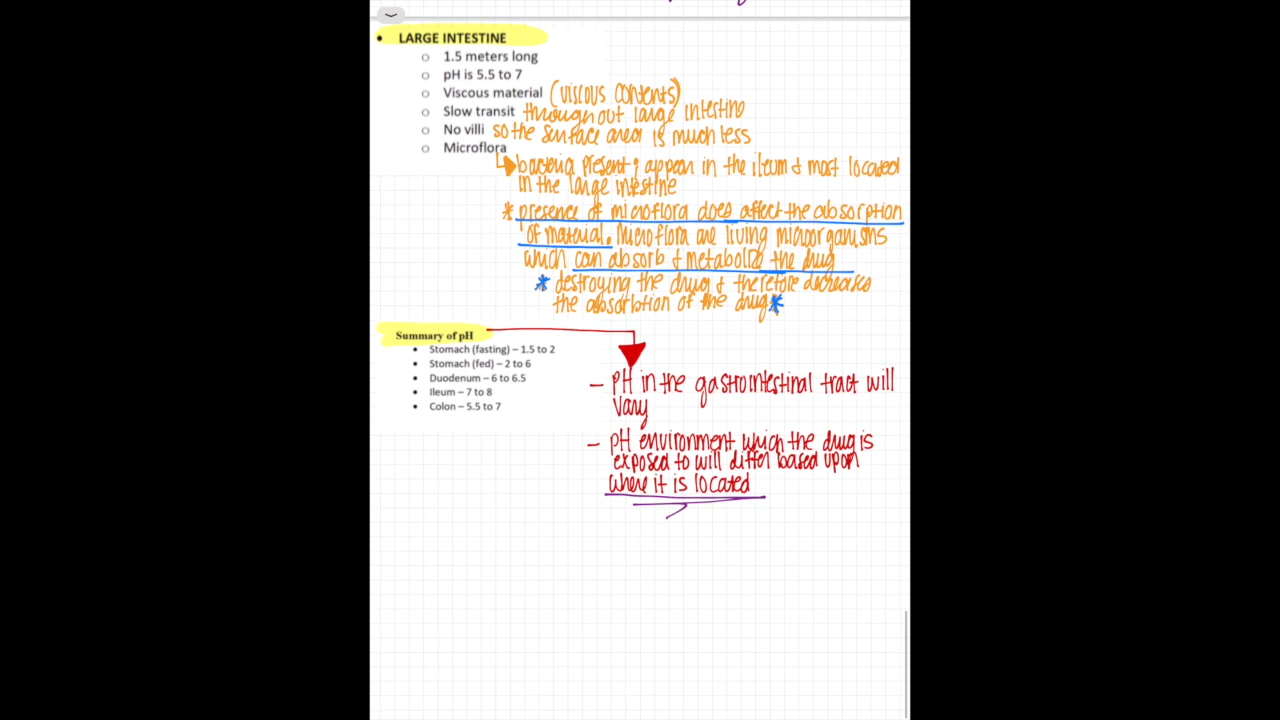 LARGE INTESTINE
1.5 meters long
pH is 5.5 to 7
Viscous material (viscous contents)
Slow transit throughout large intestine
No villi so the surface area is much less
Microflora
bacteria present ; appear in the ileum & most located
in the large intestine
* presence of microflora does affect the absorption
of material. Microflora are living microorganisms
which can absorb & metabolize the drug
* destroying the drug & therefore decreases
the absorbtion of the drug *
Summary of pH
Stomach (fasting) – 1.5 to 2
Stomach (fed) – 2 to 6
Duodenum – 6 to 6.5
Ileum – 7 to 8
Colon – 5.5 to 7
– pH in the gastrointestinal tract will
vary
– pH environment which the drug is
exposed to will differ based upon
where it is located